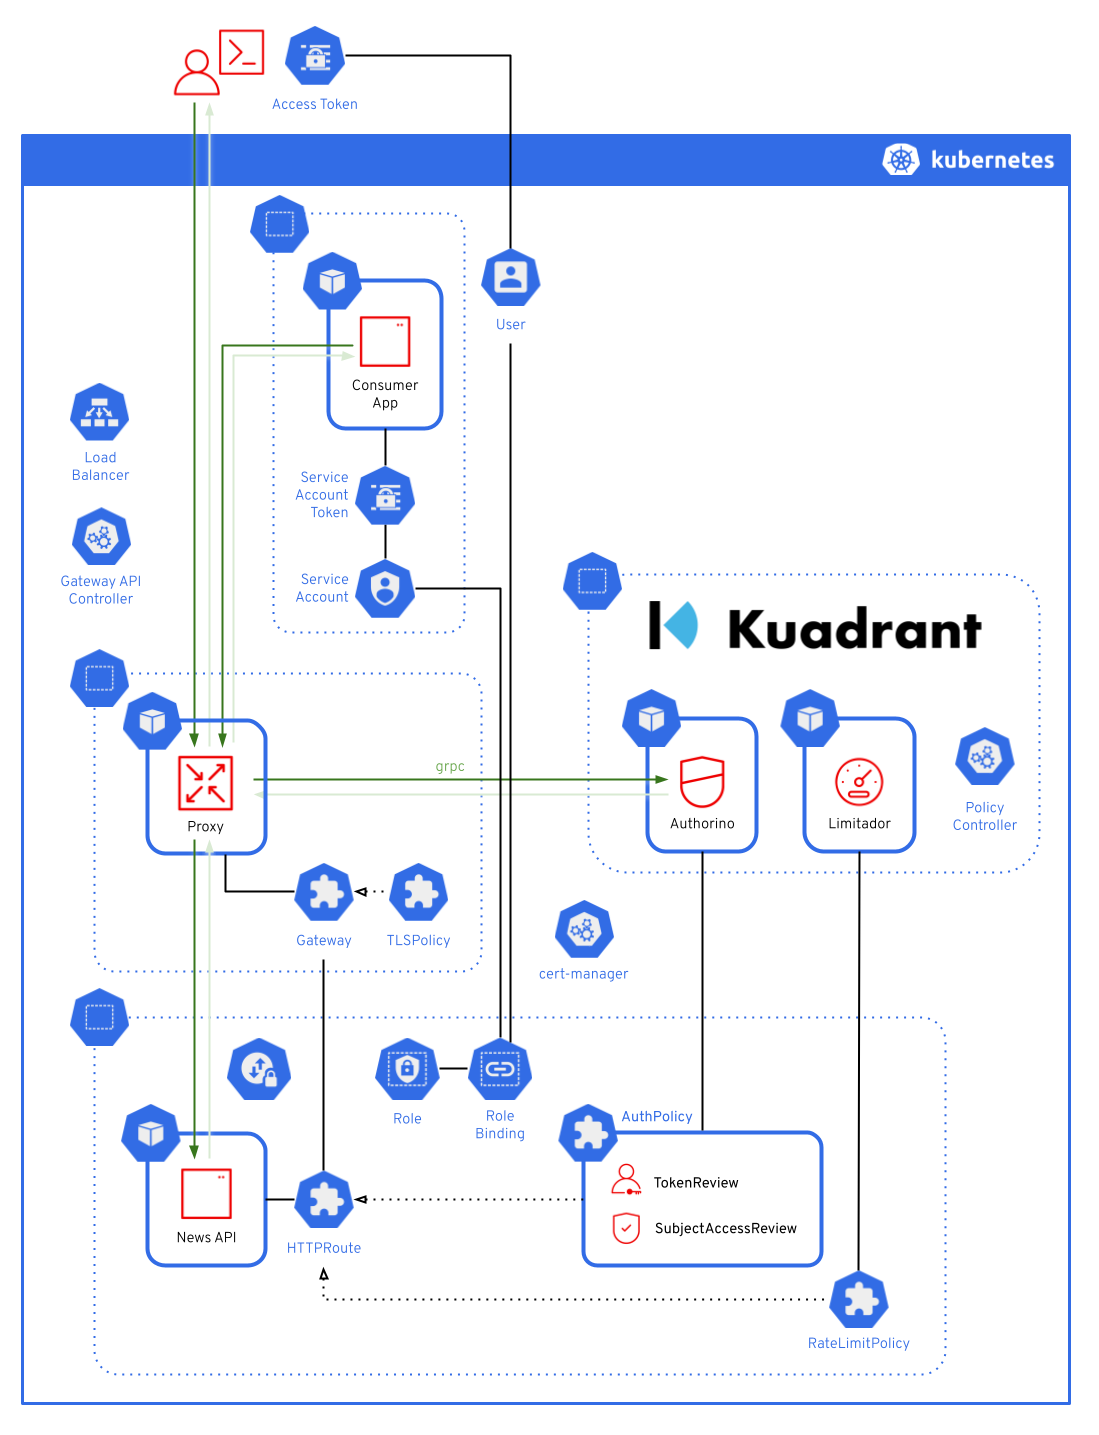 Access Token
kubernetes
User
Consumer
App
Load
Balancer
Service
Account
Token
Gateway API
Controller
Service
Account
Kuadrant
grpc
Proxy
Authorino
Limitador
Policy
Controller
Gateway
TLSPolicy
cert-manager
Role
Role
Binding
AuthPolicy
TokenReview
SubjectAccessReview
News API
HTTPRoute
RateLimitPolicy